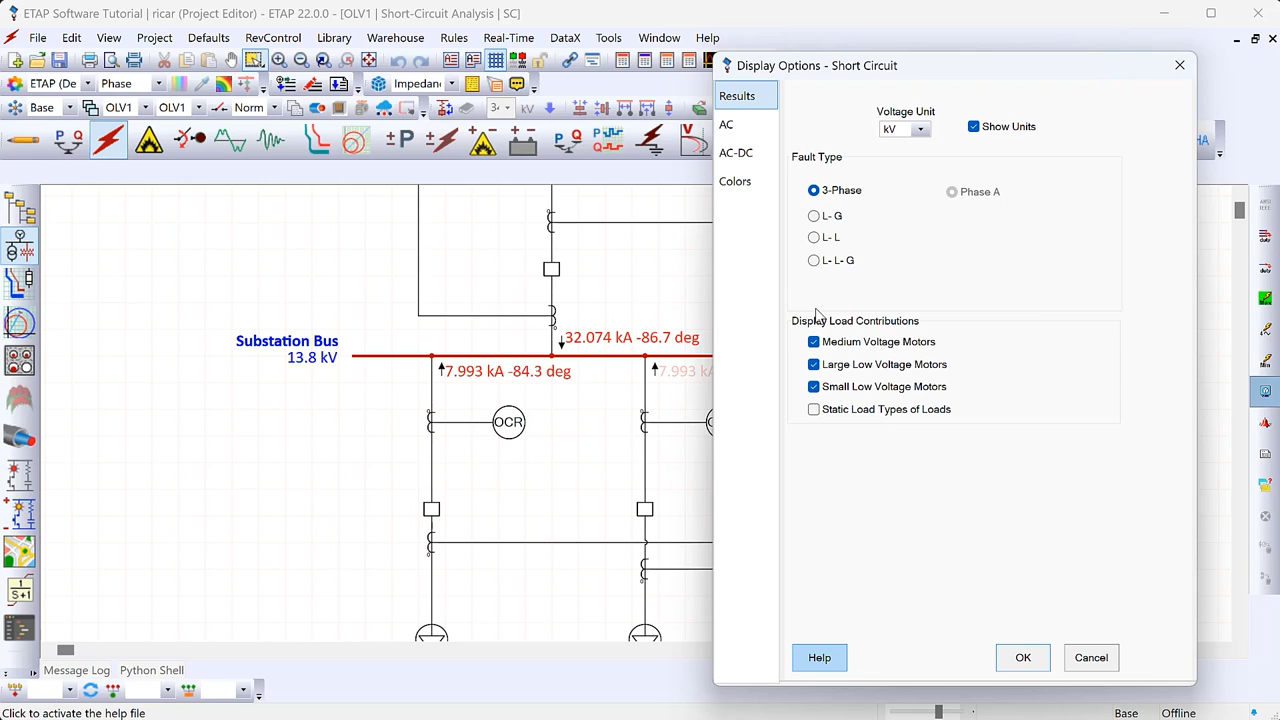 ETAP Software Tutorial | ricar (Project Editor) - ETAP 22.0.0 - [OLV1 | Short-Circuit Analysis | SC]
File Edit View Project Defaults RevControl Library Warehouse Rules Real-Time DataX Tools Window Help
ETAP (De Phase Impedanc
Base OLV1 OLV1 Norm 3- kV
Display Options - Short Circuit
Results
AC
AC-DC
Colors
Voltage Unit
kV
Show Units
Fault Type
3-Phase
Phase A
L- G
L- L
L- L- G
Display Load Contributions
Medium Voltage Motors
Large Low Voltage Motors
Small Low Voltage Motors
Static Load Types of Loads
Help
OK
Cancel
Substation Bus
13.8 kV
32.074 kA -86.7 deg
7.993 kA -84.3 deg
7.993 kA
OCR
Message Log Python Shell
Click to activate the help file
Base Offline